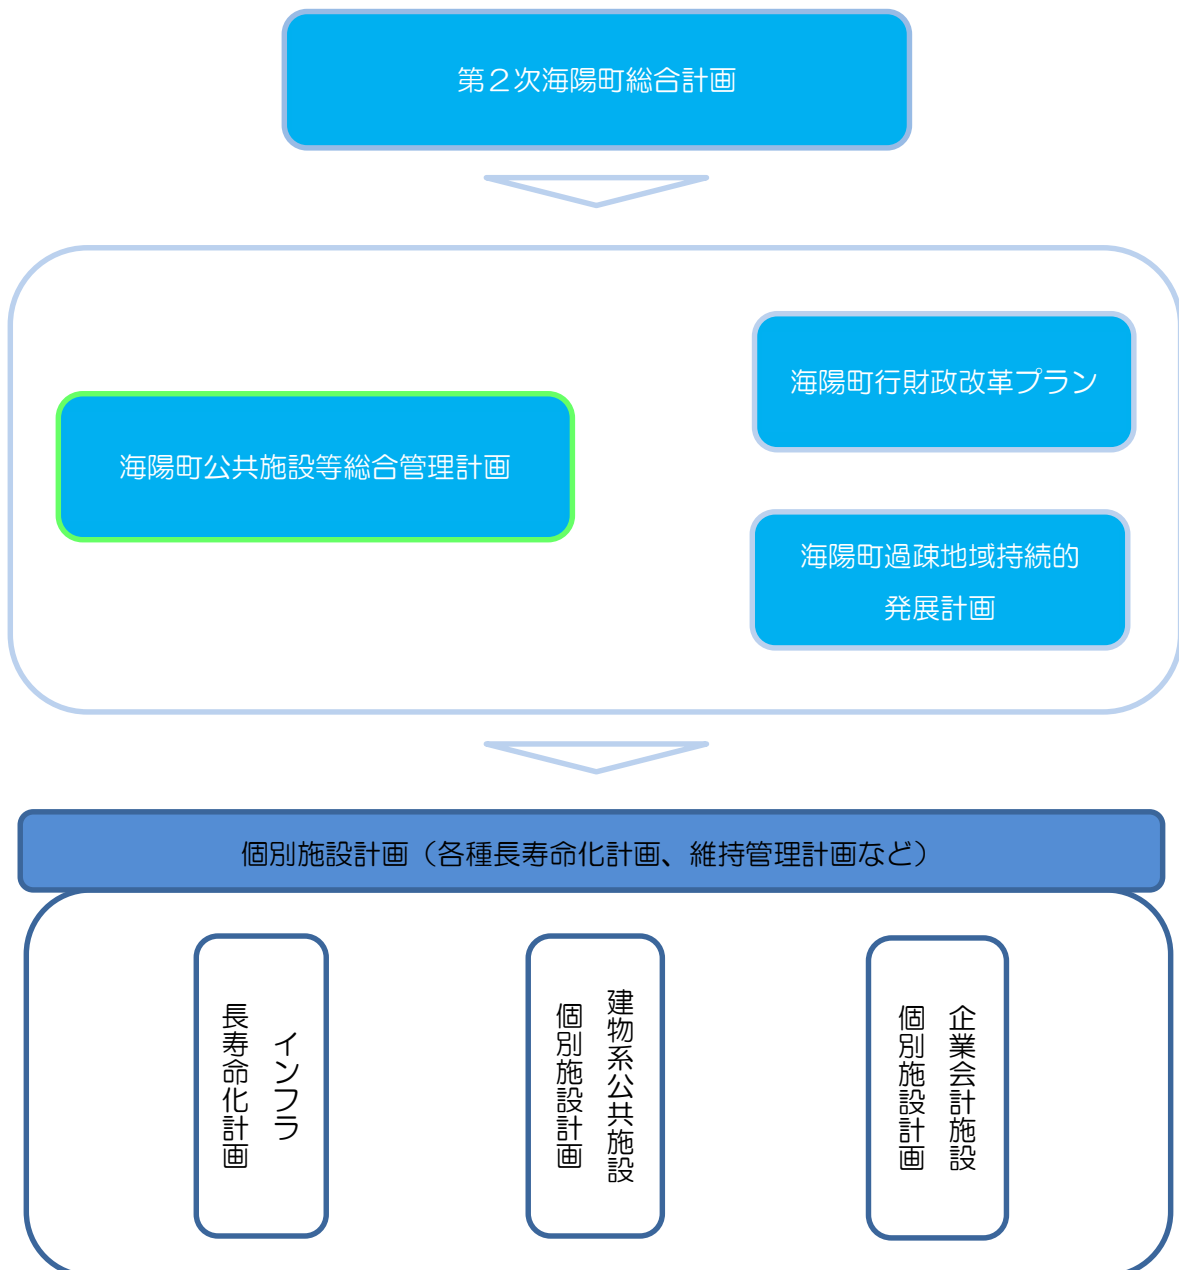 第２次海陽町総合計画
海陽町行財政改革プラン
海陽町公共施設等総合管理計画
海陽町過疎地域持続的
発展計画
個別施設計画（各種長寿命化計画、維持管理計画など）
インフラ
長寿命化計画
建物系公共施設
個別施設計画
企業会計施設
個別施設計画